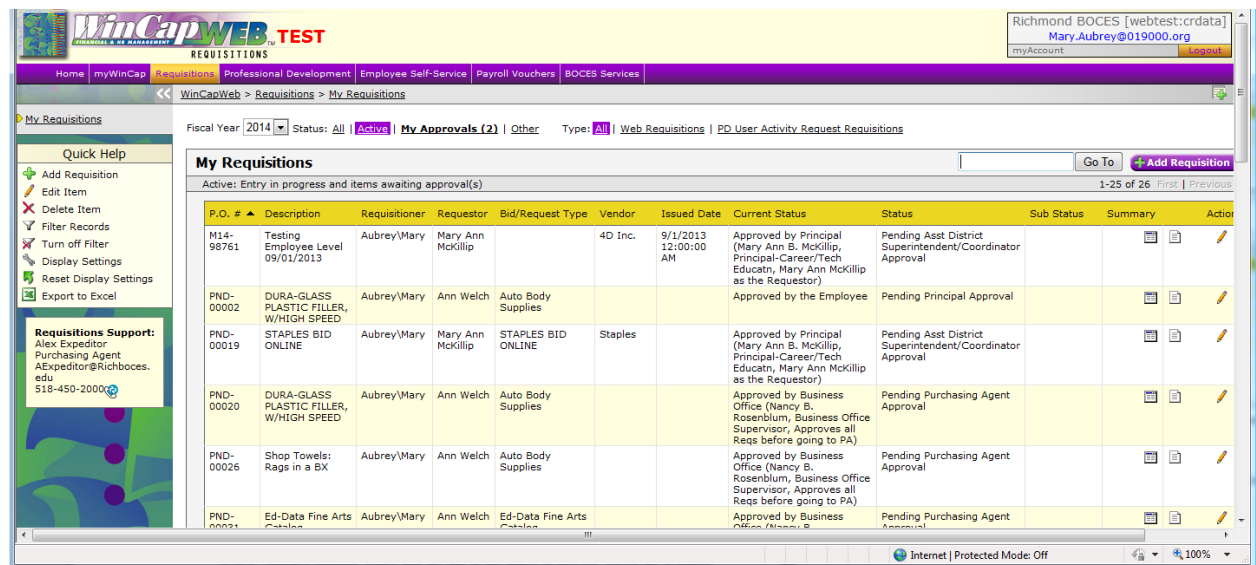 WinCapWEB TM TEST
FINANCIAL & HR MANAGEMENT
REQUISITIONS
Richmond BOCES [webtest:crdata]
Mary.Aubrey@019000.org
myAccount Logout
Home myWinCap Requisitions Professional Development Employee Self-Service Payroll Vouchers BOCES Services
<< WinCapWeb > Requisitions > My Requisitions
My Requisitions
Fiscal Year 2014 Status: All | Active | My Approvals (2) | Other Type: All | Web Requisitions | PD User Activity Request Requisitions
Quick Help
Add Requisition
Edit Item
Delete Item
Filter Records
Turn off Filter
Display Settings
Reset Display Settings
Export to Excel
Requisitions Support:
Alex Expeditor
Purchasing Agent
AExpeditor@Richboces.
edu
518-450-2000
My Requisitions Go To Add Requisition
Active: Entry in progress and items awaiting approval(s) 1-25 of 26 First | Previous
P.O. # Description Requisitioner Requestor Bid/Request Type Vendor Issued Date Current Status Status Sub Status Summary Action
M14- Testing Aubrey\Mary Mary Ann 4D Inc. 9/1/2013 Approved by Principal Pending Asst District
98761 Employee Level McKillip 12:00:00 (Mary Ann B. McKillip, Superintendent/Coordinator
09/01/2013 AM Principal-Career/Tech Approval
Educatn, Mary Ann McKillip
as the Requestor)
PND- DURA-GLASS Aubrey\Mary Ann Welch Auto Body Approved by the Employee Pending Principal Approval
00002 PLASTIC FILLER, Supplies
W/HIGH SPEED
PND- STAPLES BID Aubrey\Mary Mary Ann STAPLES BID Staples Approved by Principal Pending Asst District
00019 ONLINE McKillip ONLINE (Mary Ann B. McKillip, Superintendent/Coordinator
Principal-Career/Tech Approval
Educatn, Mary Ann McKillip
as the Requestor)
PND- DURA-GLASS Aubrey\Mary Ann Welch Auto Body Approved by Business Pending Purchasing Agent
00020 PLASTIC FILLER, Supplies Office (Nancy B. Approval
W/HIGH SPEED Rosenblum, Business Office
Supervisor, Approves all
Reqs before going to PA)
PND- Shop Towels: Aubrey\Mary Ann Welch Auto Body Approved by Business Pending Purchasing Agent
00026 Rags in a BX Supplies Office (Nancy B. Approval
Rosenblum, Business Office
Supervisor, Approves all
Reqs before going to PA)
PND- Ed-Data Fine Arts Aubrey\Mary Ann Welch Ed-Data Fine Arts Approved by Business Pending Purchasing Agent
00031 Catalog Catalog Office (Nancy B. Approval
Internet | Protected Mode: Off 100%